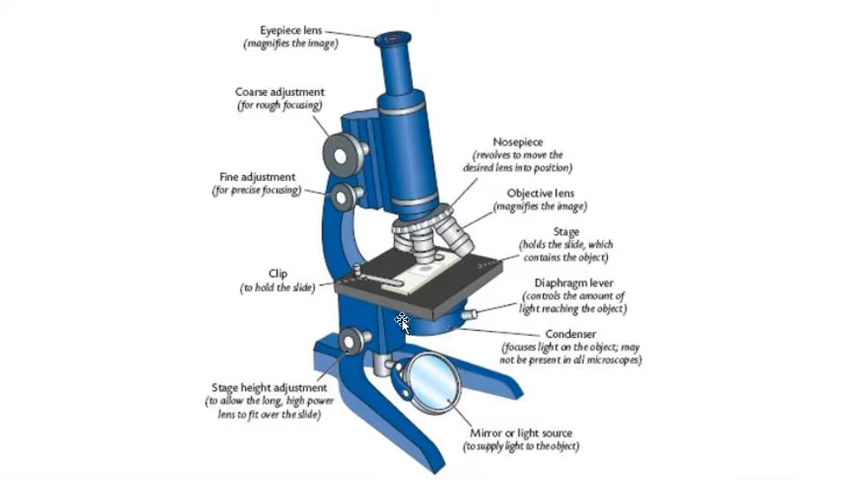 Eyepiece lens
(magnifies the image)
Coarse adjustment
(for rough focusing)
Nosepiece
(revolves to move the
desired lens into position)
Fine adjustment
(for precise focusing)
Objective lens
(magnifies the image)
Stage
(holds the slide, which
contains the object)
Clip
(to hold the slide)
Diaphragm lever
(controls the amount of
light reaching the object)
Condenser
(focuses light on the object; may
not be present in all microscopes)
Stage height adjustment
(to allow the long, high power
lens to fit over the slide)
Mirror or light source
(to supply light to the object)